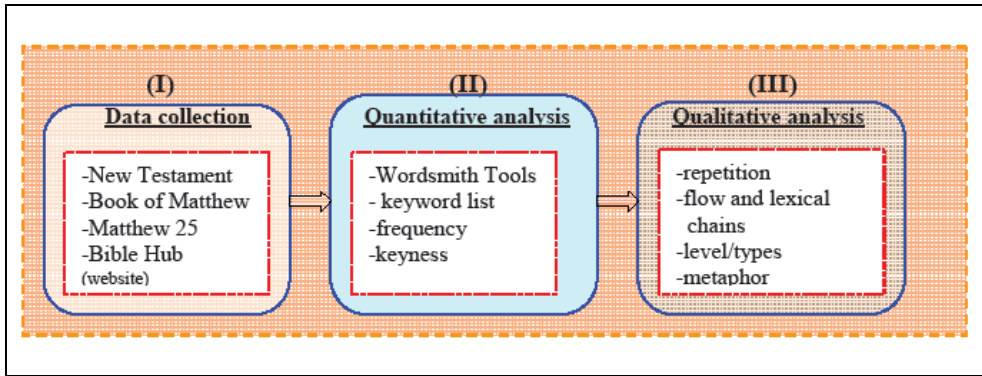 (I)
Data collection
-New Testament
-Book of Matthew
-Matthew 25
-Bible Hub
(website)
(II)
Quantitative analysis
-Wordsmith Tools
- keyword list
-frequency
-keyness
(III)
Qualitative analysis
-repetition
-flow and lexical
chains
-level/types
-metaphor